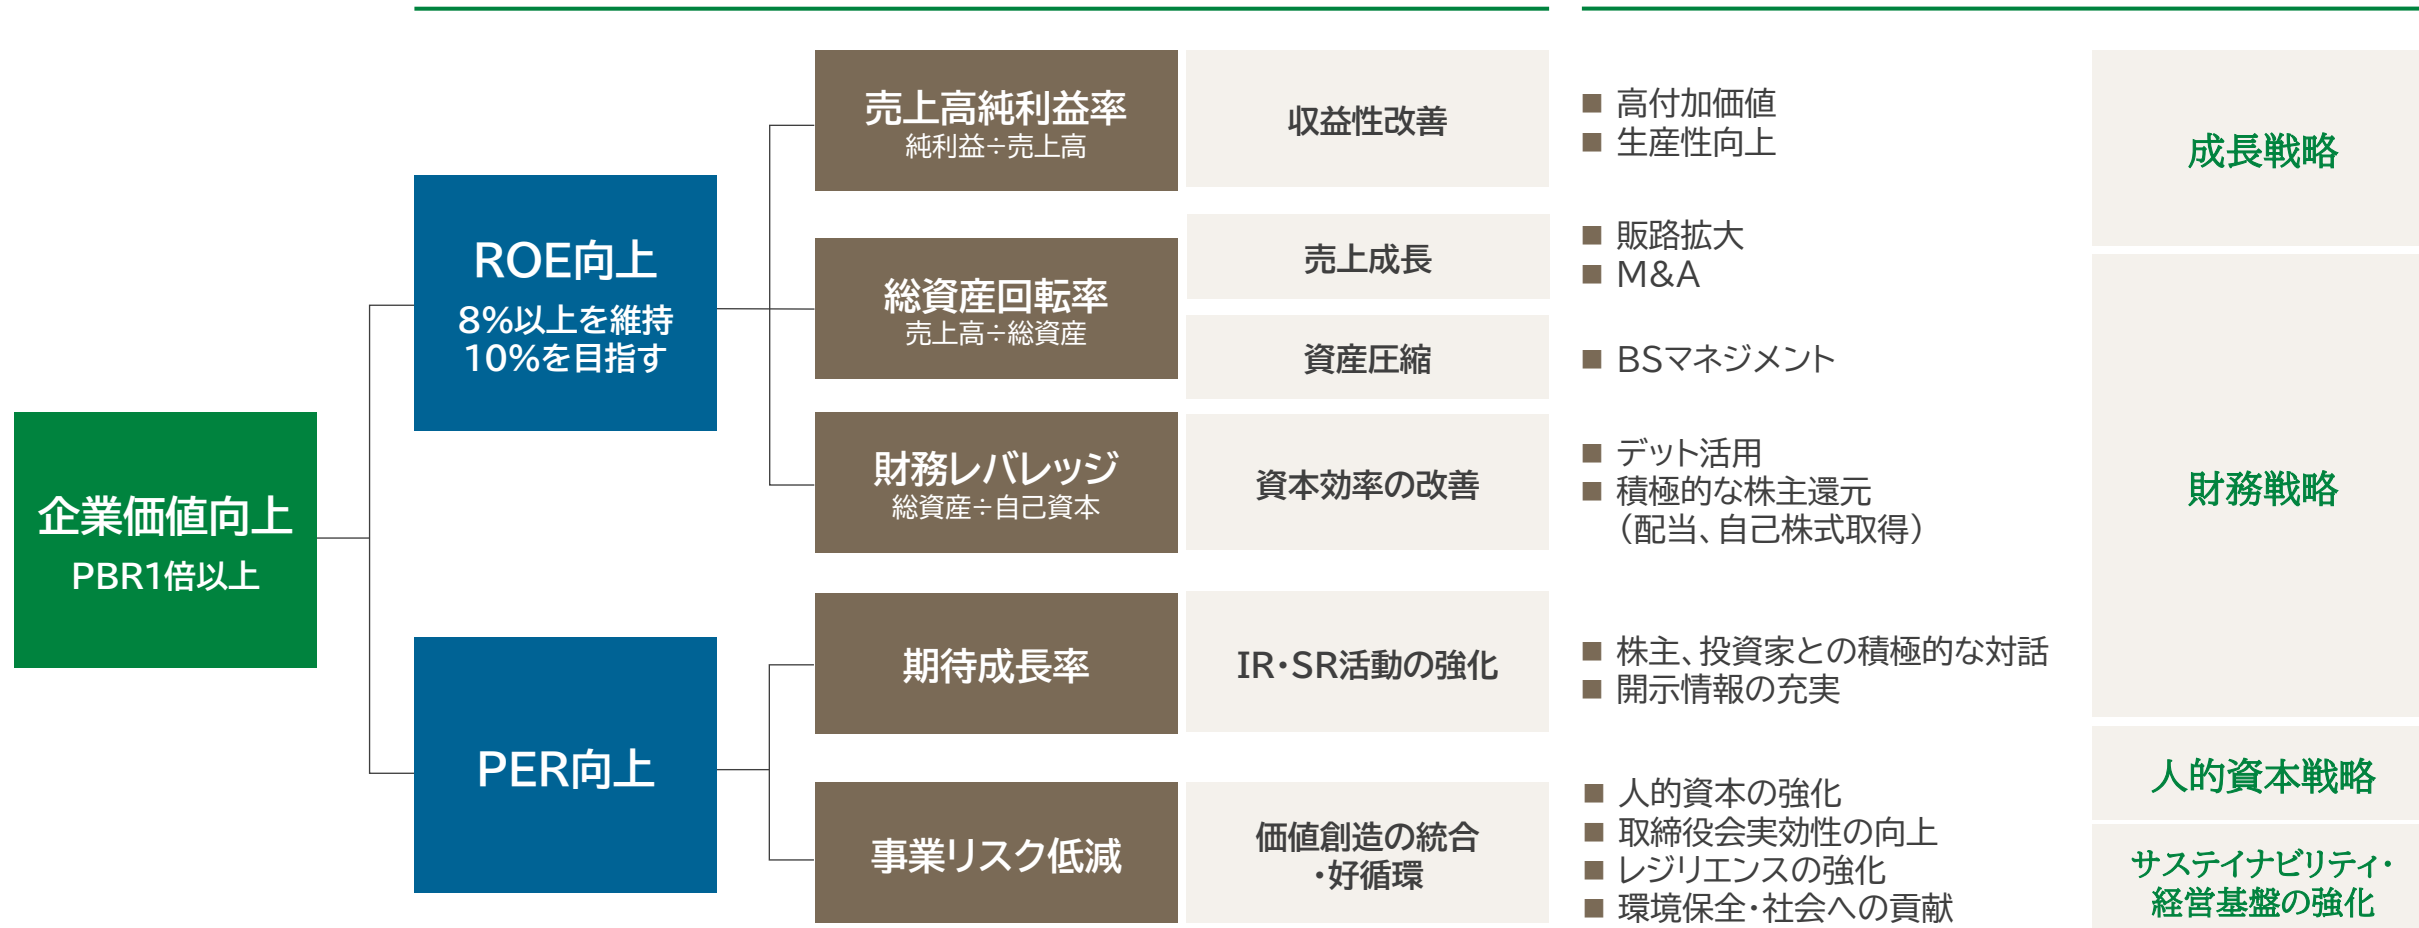 企業価値向上
PBR1倍以上
ROE向上
8%以上を維持
10%を目指す
PER向上
売上高純利益率
純利益÷売上高
収益性改善
■ 高付加価値
■ 生産性向上
総資産回転率
売上高÷総資産
売上成長
■ 販路拡大
■ M&A
資産圧縮
■ BSマネジメント
財務レバレッジ
総資産÷自己資本
資本効率の改善
■ デット活用
■ 積極的な株主還元
（配当、自己株式取得）
期待成長率
IR・SR活動の強化
■ 株主、投資家との積極的な対話
■ 開示情報の充実
事業リスク低減
価値創造の統合
・好循環
■ 人的資本の強化
■ 取締役会実効性の向上
■ レジリエンスの強化
■ 環境保全・社会への貢献
成長戦略
財務戦略
人的資本戦略
サステイナビリティ・
経営基盤の強化